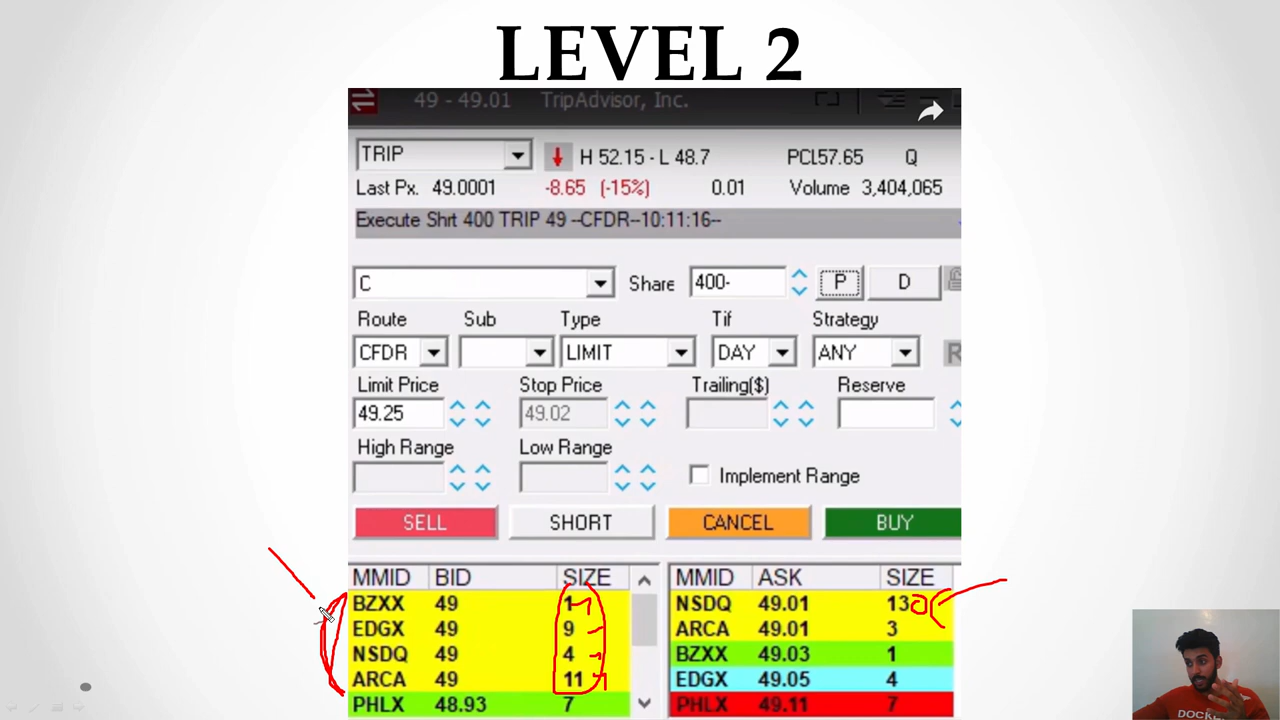 LEVEL 2
49 - 49.01 TripAdvisor, Inc.
TRIP H 52.15 - L 48.7 PCL57.65 Q
Last Px. 49.0001 -8.65 (-15%) 0.01 Volume 3,404,065
Execute Shrt 400 TRIP 49 --CFDR--10:11:16--
C Share 400- P D
Route Sub Type Tif Strategy
CFDR LIMIT DAY ANY R
Limit Price Stop Price Trailing($) Reserve
49.25 49.02
High Range Low Range
Implement Range
SELL SHORT CANCEL BUY
MMID BID SIZE MMID ASK SIZE
BZXX 49 1 NSDQ 49.01 13
EDGX 49 9 ARCA 49.01 3
NSDQ 49 4 BZXX 49.03 1
ARCA 49 11 EDGX 49.05 4
PHLX 48.93 7 PHLX 49.11 7
DOCKE